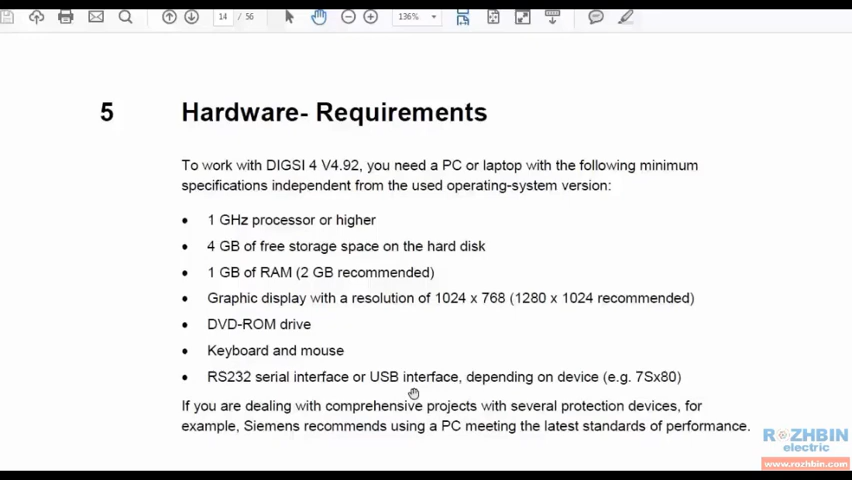 14 / 56
136%
5 Hardware- Requirements
To work with DIGSI 4 V4.92, you need a PC or laptop with the following minimum
specifications independent from the used operating-system version:
• 1 GHz processor or higher
• 4 GB of free storage space on the hard disk
• 1 GB of RAM (2 GB recommended)
• Graphic display with a resolution of 1024 x 768 (1280 x 1024 recommended)
• DVD-ROM drive
• Keyboard and mouse
• RS232 serial interface or USB interface, depending on device (e.g. 7Sx80)
If you are dealing with comprehensive projects with several protection devices, for
example, Siemens recommends using a PC meeting the latest standards of performance.
ROZHBIN
electric
www.rozhbin.com